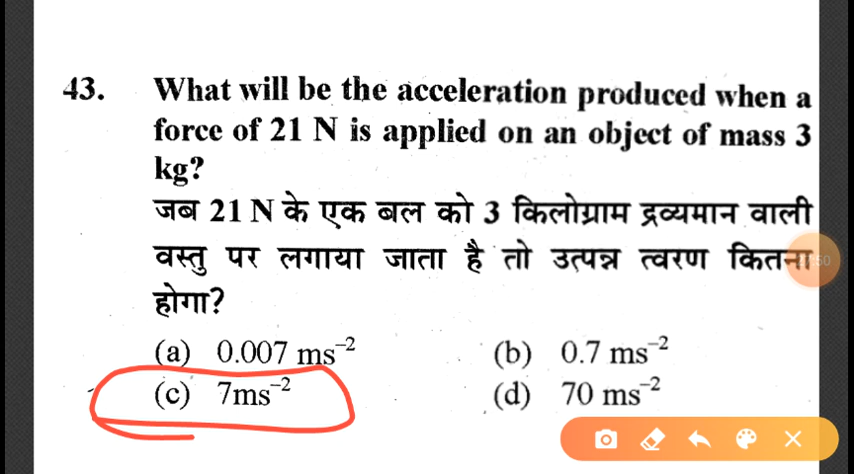 43. What will be the acceleration produced when a
force of 21 N is applied on an object of mass 3
kg?
जब 21 N के एक बल को 3 किलोग्राम द्रव्यमान वाली
वस्तु पर लगाया जाता है तो उत्पन्न त्वरण कितना
होगा?
(a) 0.007 ms⁻² (b) 0.7 ms⁻²
(c) 7ms⁻² (d) 70 ms⁻²